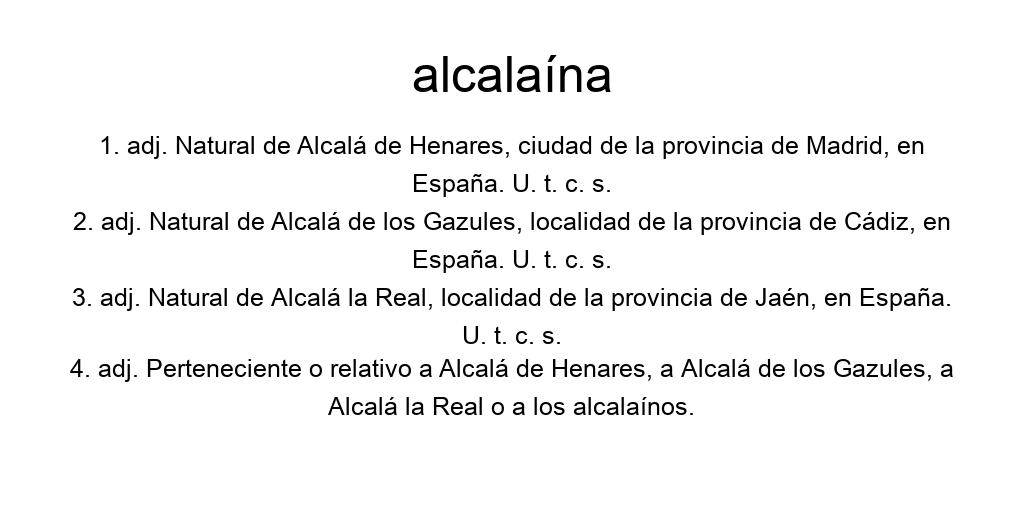 alcalaína
1. adj. Natural de Alcalá de Henares, ciudad de la provincia de Madrid, en
España. U. t. c. s.
2. adj. Natural de Alcalá de los Gazules, localidad de la provincia de Cádiz, en
España. U. t. c. s.
3. adj. Natural de Alcalá la Real, localidad de la provincia de Jaén, en España.
U. t. c. s.
4. adj. Perteneciente o relativo a Alcalá de Henares, a Alcalá de los Gazules, a
Alcalá la Real o a los alcalaínos.